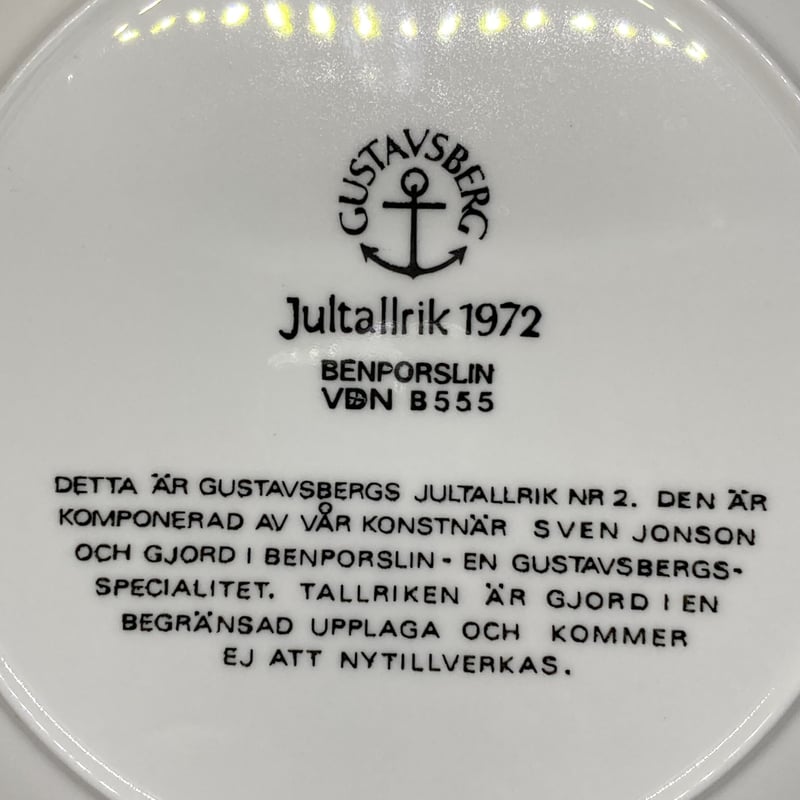 GUSTAVSBERG
Jultallrik 1972
BENPORSLIN
VDN B555
DETTA ÄR GUSTAVSBERGS JULTALLRIK NR 2. DEN ÄR
KOMPONERAD AV VÅR KONSTNÄR SVEN JONSON
OCH GJORD I BENPORSLIN - EN GUSTAVSBERGS-
SPECIALITET. TALLRIKEN ÄR GJORD I EN
BEGRÄNSAD UPPLAGA OCH KOMMER
EJ ATT NYTILLVERKAS.